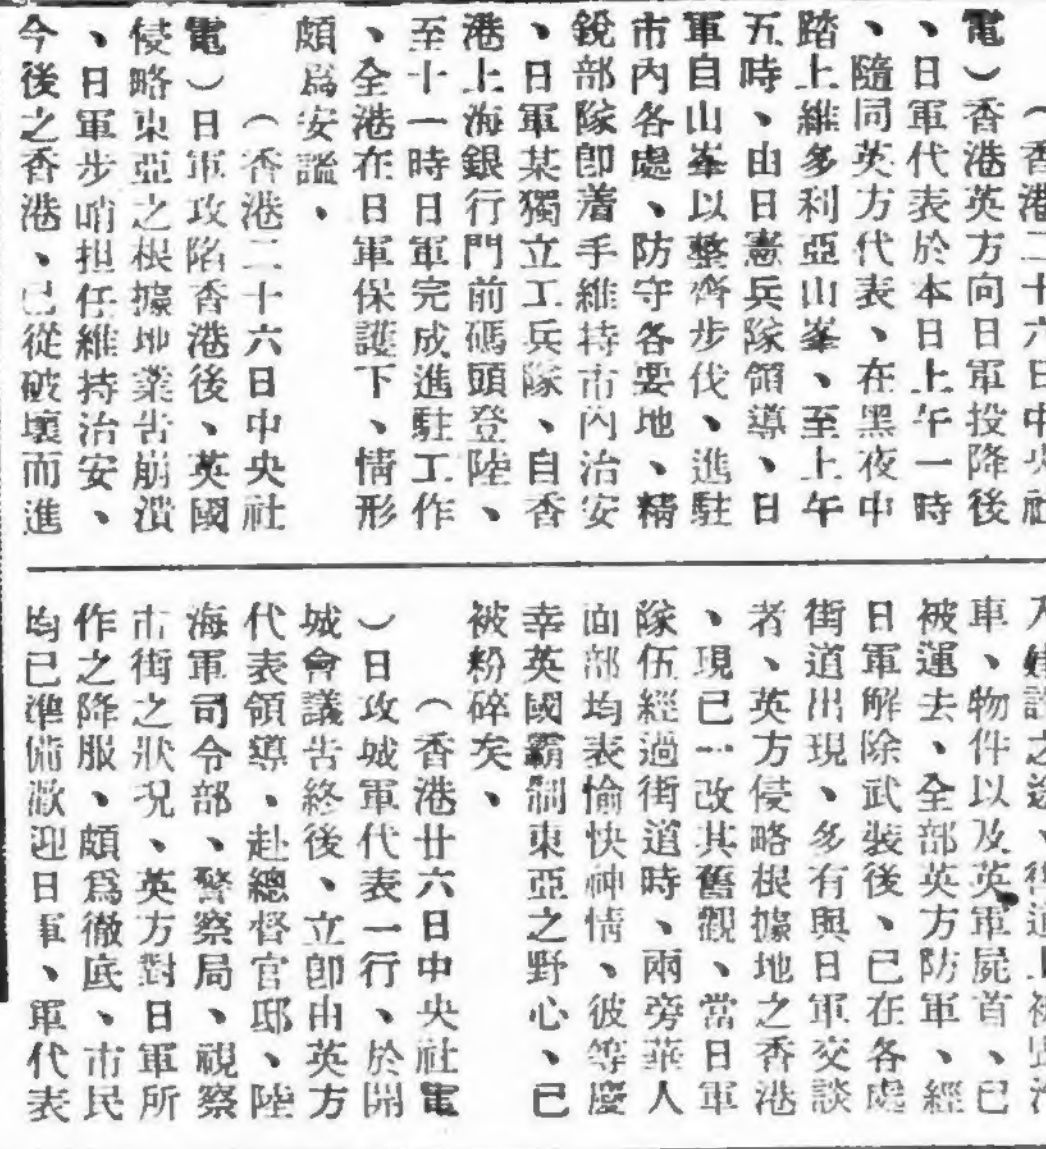 （香港二十六日中央社
電）香港英方向日軍投降後
、日軍代表於本日上午一時
、隨同英方代表、在黑夜中
踏上維多利亞山峯、至上午
五時、由日憲兵隊領導、日
軍自山峯以整齊步伐、進駐
市內各處、防守各要地、精
銳部隊卽着手維持市內治安
、日軍某獨立工兵隊、自香
港上海銀行門前碼頭登陸、
至十一時日軍完成進駐工作
、全港在日軍保護下、情形
頗爲安謐、
（香港二十六日中央社
電）日軍攻陷香港後、英國
侵略東亞之根據地業告崩潰
、日軍步哨担任維持治安、
今後之香港、已從破壞而進
之途、街道上
車、物件以及英軍屍首、已
被運去、全部英方防軍、經
日軍解除武裝後、已在各處
街道出現、多有與日軍交談
者、英方侵略根據地之香港
、現已一改其舊觀、當日軍
隊伍經過街道時、兩旁華人
面部均表愉快神情、彼等慶
幸英國霸制東亞之野心、已
被粉碎矣、
（香港廿六日中央社電
）日攻城軍代表一行、於開
城會議告終後、立卽由英方
代表領導、赴總督官邸、陸
海軍司令部、警察局、視察
市街之狀况、英方對日軍所
作之降服、頗爲徹底、市民
均已準備歡迎日軍、軍代表